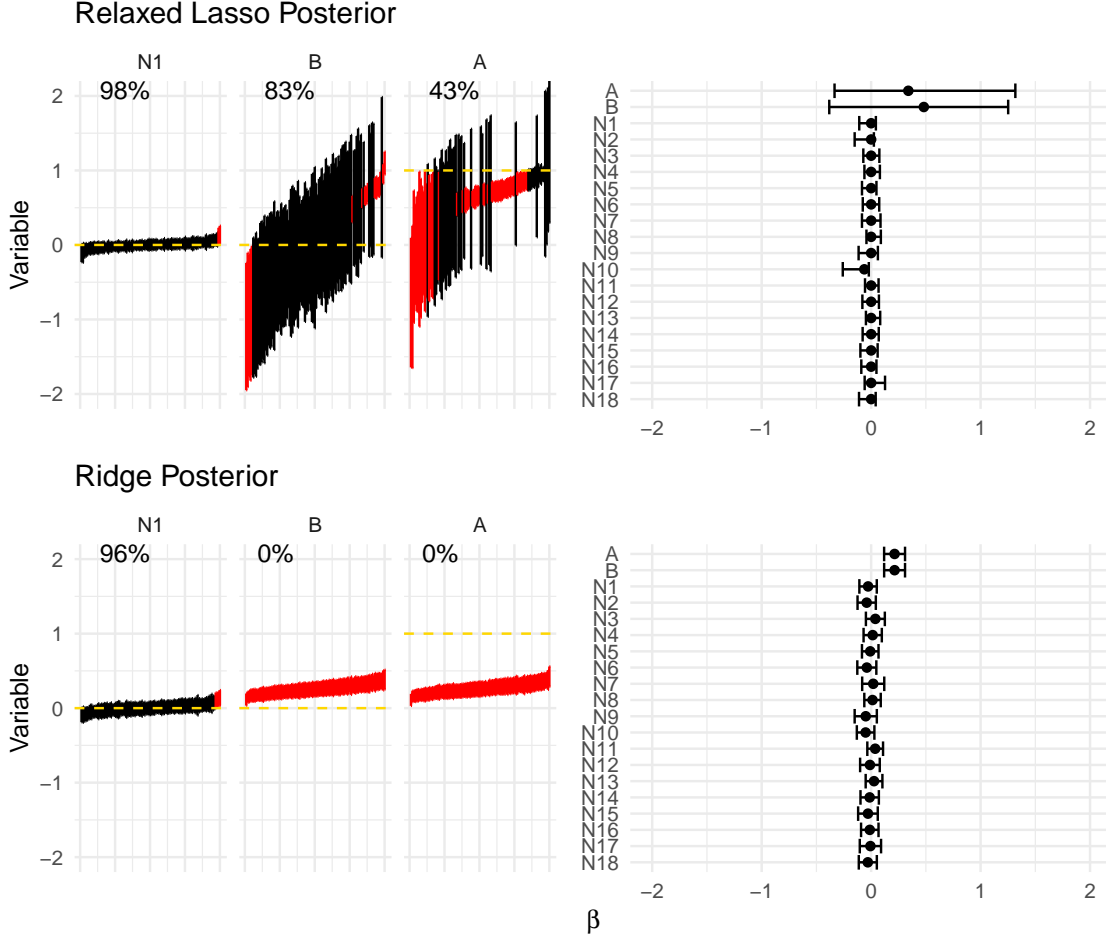 Relaxed Lasso Posterior
N1 B A
98% 83% 43%
Variable
2
1
0
−1
−2
A
B
N1
N2
N3
N4
N5
N6
N7
N8
N9
N10
N11
N12
N13
N14
N15
N16
N17
N18
-2 -1 0 1 2
Ridge Posterior
N1 B A
96% 0% 0%
Variable
2
1
0
−1
−2
A
B
N1
N2
N3
N4
N5
N6
N7
N8
N9
N10
N11
N12
N13
N14
N15
N16
N17
N18
-2 -1 0 1 2
β